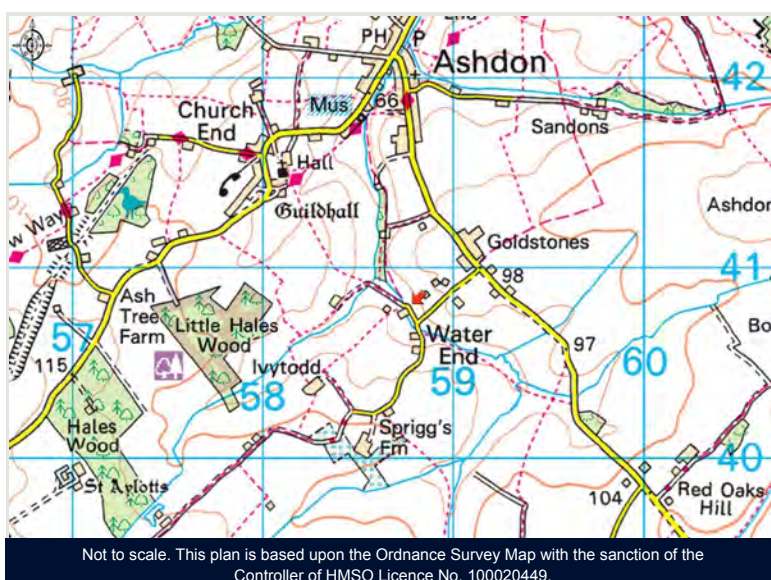 PH P
Ashdon
42
Church
End
Mus
66
Sandons
Hall
Guildhall
Ashdon
Goldstones
41
98
Ash
Tree
Farm
57
Little Hales
Wood
Water
End
97
Bo
115
Ivytodd
58
59
60
Hales
Wood
Sprigg's
Fm
40
St Aylotts
104
Red Oaks
Hill
Not to scale. This plan is based upon the Ordnance Survey Map with the sanction of the
Controller of HMSO Licence No. 100020449.